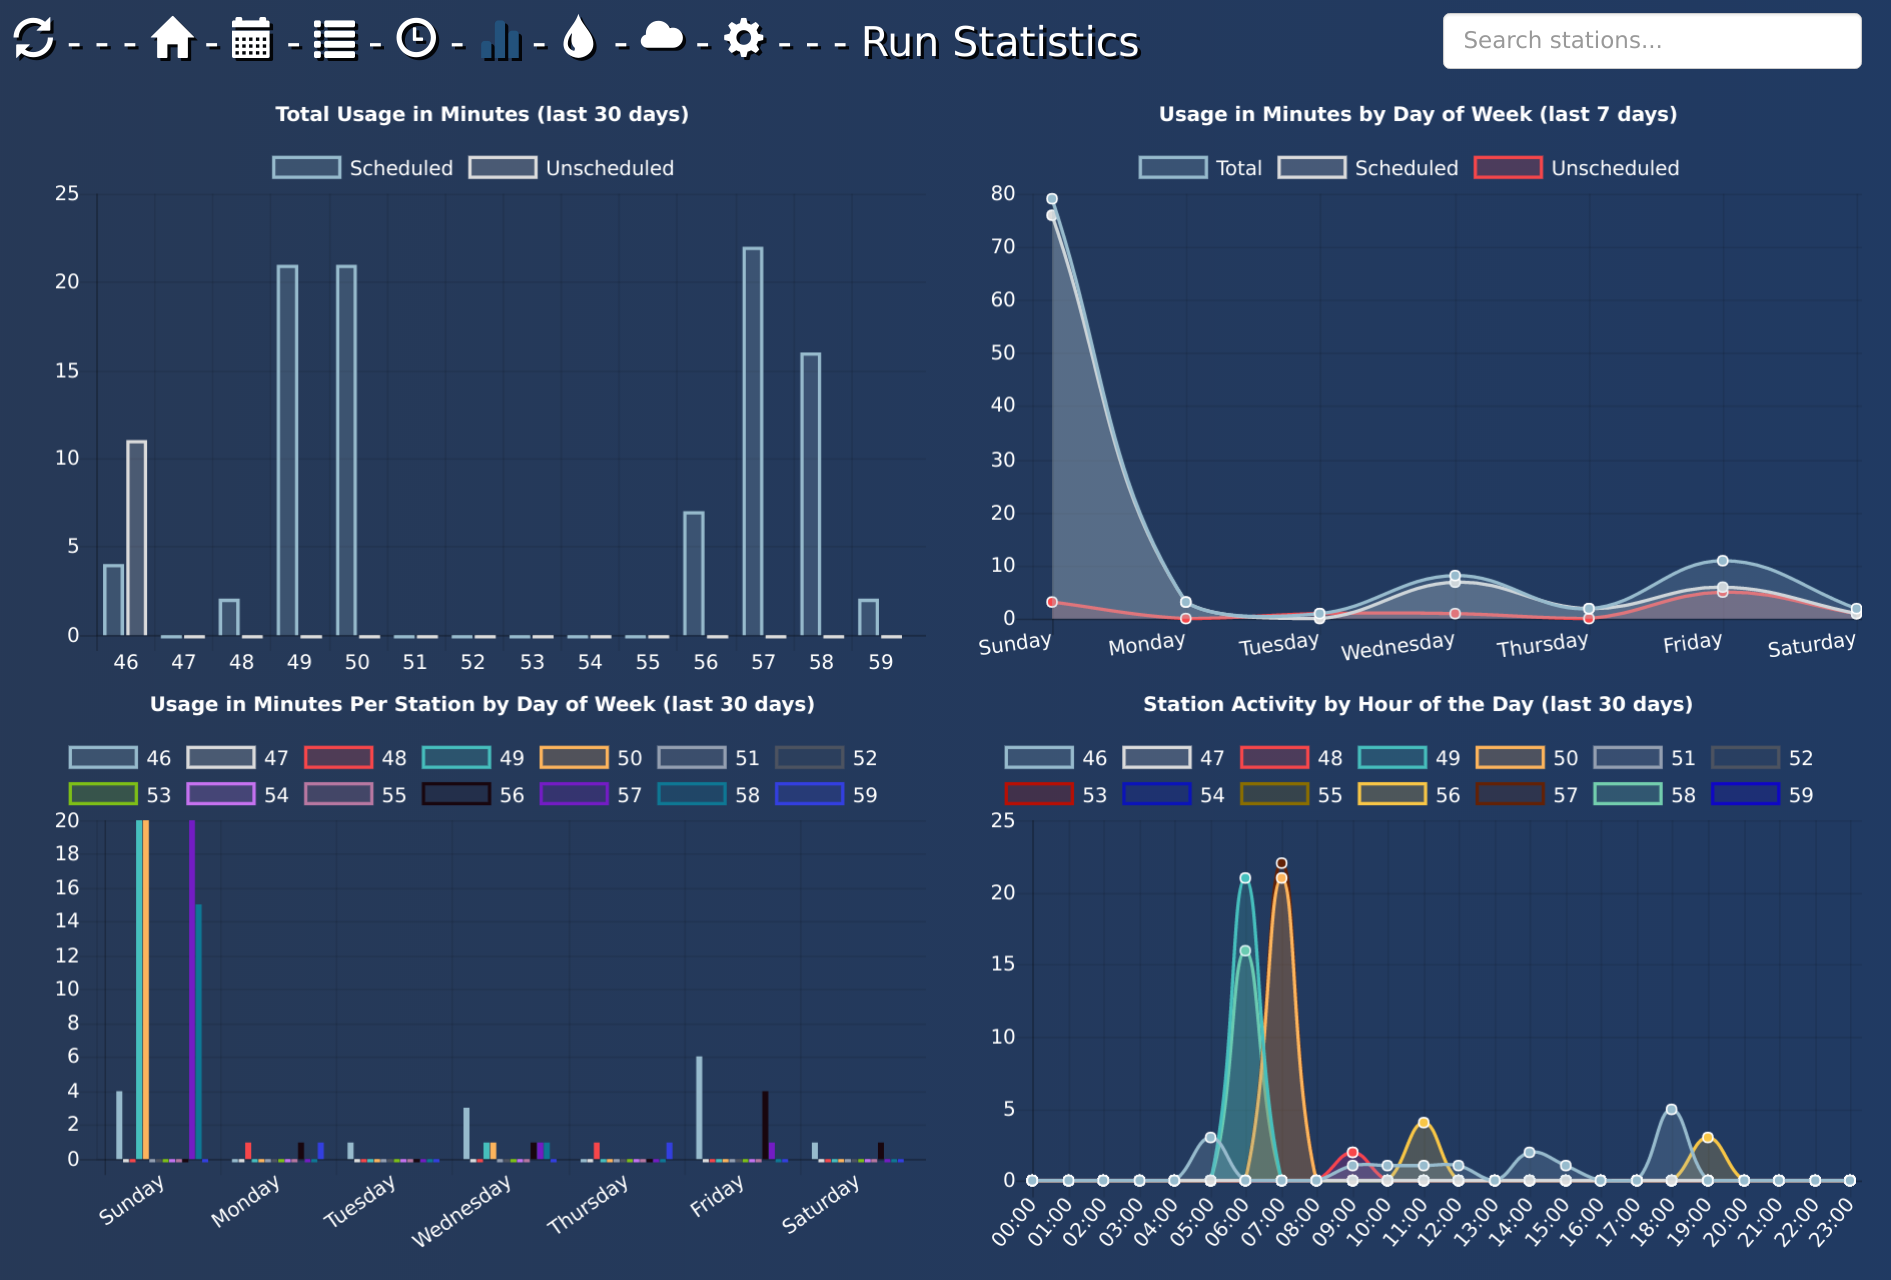 - - - - - - - - - - - - Run Statistics
Search stations...
Total Usage in Minutes (last 30 days)
Scheduled Unscheduled
25
20
15
10
5
0
46 47 48 49 50 51 52 53 54 55 56 57 58 59
Usage in Minutes by Day of Week (last 7 days)
Total Scheduled Unscheduled
80
70
60
50
40
30
20
10
0
Sunday Monday Tuesday Wednesday Thursday Friday Saturday
Usage in Minutes Per Station by Day of Week (last 30 days)
46 47 48 49 50 51 52
53 54 55 56 57 58 59
20
18
16
14
12
10
8
6
4
2
0
Sunday Monday Tuesday Wednesday Thursday Friday Saturday
Station Activity by Hour of the Day (last 30 days)
46 47 48 49 50 51 52
53 54 55 56 57 58 59
25
20
15
10
5
0
00:00 01:00 02:00 03:00 04:00 05:00 06:00 07:00 08:00 09:00 10:00 11:00 12:00 13:00 14:00 15:00 16:00 17:00 18:00 19:00 20:00 21:00 22:00 23:00